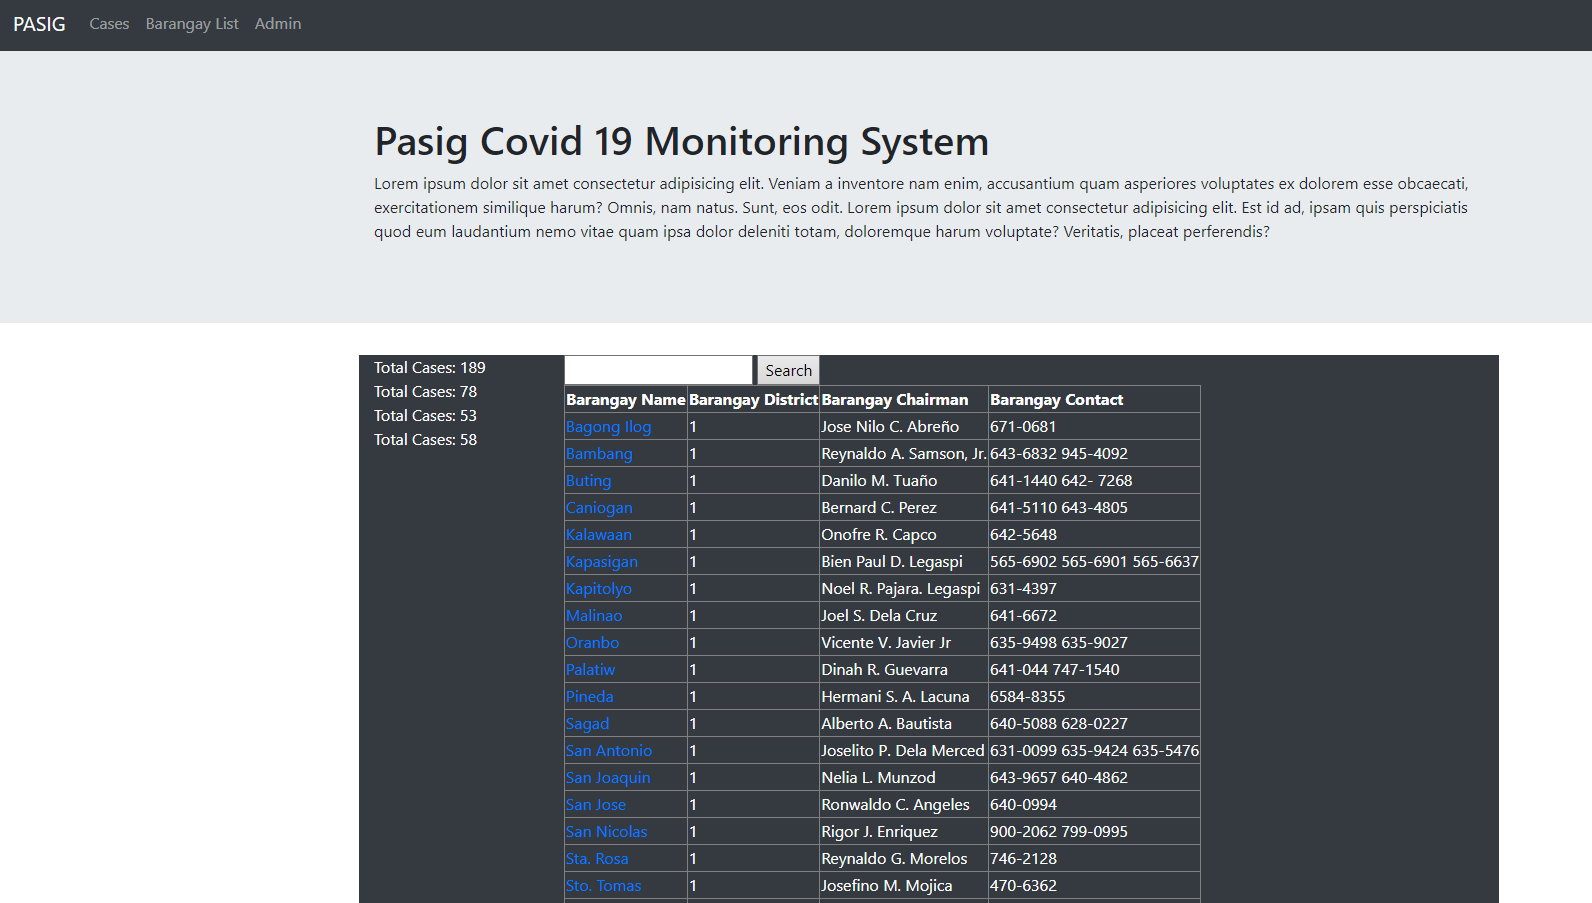 PASIG Cases Barangay List Admin
Pasig Covid 19 Monitoring System
Lorem ipsum dolor sit amet consectetur adipisicing elit. Veniam a inventore nam enim, accusantium quam asperiores voluptates ex dolorem esse obcaecati,
exercitationem similique harum? Omnis, nam natus. Sunt, eos odit. Lorem ipsum dolor sit amet consectetur adipisicing elit. Est id ad, ipsam quis perspiciatis
quod eum laudantium nemo vitae quam ipsa dolor deleniti totam, doloremque harum voluptate? Veritatis, placeat perferendis?
Total Cases: 189
Total Cases: 78
Total Cases: 53
Total Cases: 58
Search
Barangay Name Barangay District Barangay Chairman Barangay Contact
Bagong Ilog 1 Jose Nilo C. Abreño 671-0681
Bambang 1 Reynaldo A. Samson, Jr. 643-6832 945-4092
Buting 1 Danilo M. Tuaño 641-1440 642- 7268
Caniogan 1 Bernard C. Perez 641-5110 643-4805
Kalawaan 1 Onofre R. Capco 642-5648
Kapasigan 1 Bien Paul D. Legaspi 565-6902 565-6901 565-6637
Kapitolyo 1 Noel R. Pajara. Legaspi 631-4397
Malinao 1 Joel S. Dela Cruz 641-6672
Oranbo 1 Vicente V. Javier Jr 635-9498 635-9027
Palatiw 1 Dinah R. Guevarra 641-044 747-1540
Pineda 1 Hermani S. A. Lacuna 6584-8355
Sagad 1 Alberto A. Bautista 640-5088 628-0227
San Antonio 1 Joselito P. Dela Merced 631-0099 635-9424 635-5476
San Joaquin 1 Nelia L. Munzod 643-9657 640-4862
San Jose 1 Ronwaldo C. Angeles 640-0994
San Nicolas 1 Rigor J. Enriquez 900-2062 799-0995
Sta. Rosa 1 Reynaldo G. Morelos 746-2128
Sto. Tomas 1 Josefino M. Mojica 470-6362